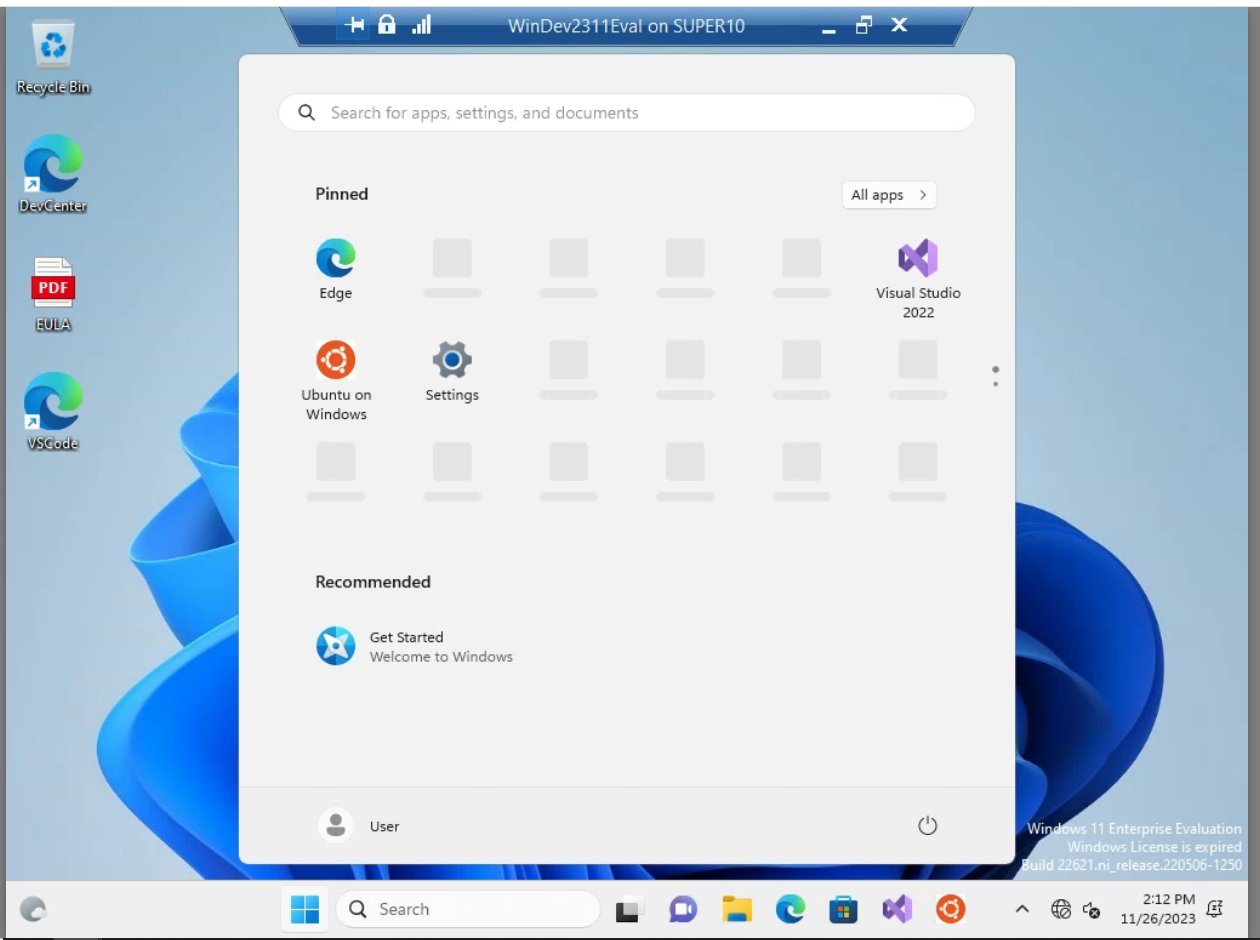 WinDev2311Eval on SUPER10
Recycle Bin
DevCenter
PDF
EULA
VSCode
Search for apps, settings, and documents
Pinned
All apps
Edge
Visual Studio
2022
Ubuntu on
Windows
Settings
Recommended
Get Started
Welcome to Windows
User
Windows 11 Enterprise Evaluation
Windows License is expired
Build 22621.ni_release.220506-1250
Search
2:12 PM
11/26/2023